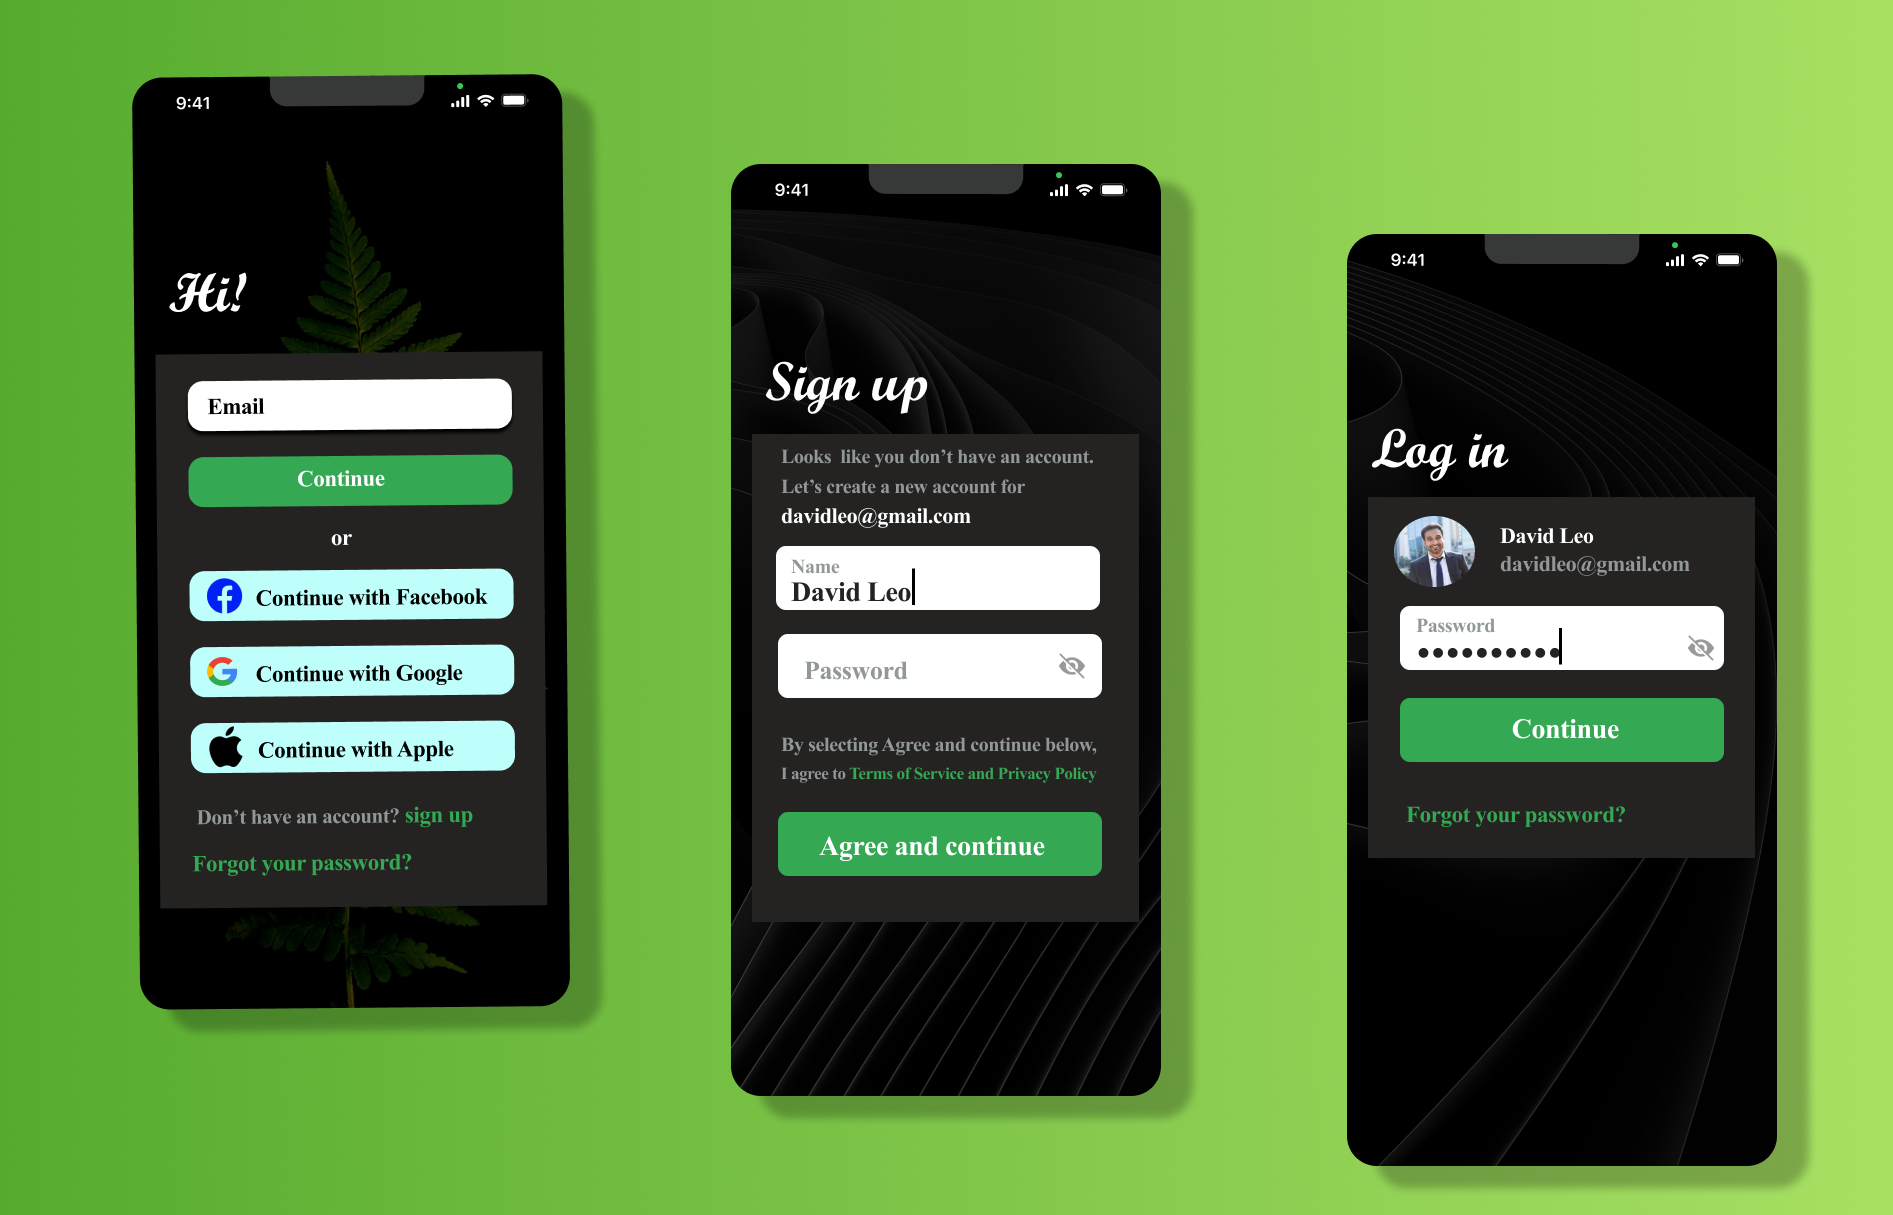 9:41
Hi!
Email
Continue
or
Continue with Facebook
Continue with Google
Continue with Apple
Don't have an account? sign up
Forgot your password?
9:41
Sign up
Looks  like you don't have an account.
Let's create a new account for
davidleo@gmail.com
Name
David Leo
Password
By selecting Agree and continue below,
I agree to Terms of Service and Privacy Policy
Agree and continue
9:41
Log in
David Leo
davidleo@gmail.com
Password
●●●●●●●●●●
Continue
Forgot your password?